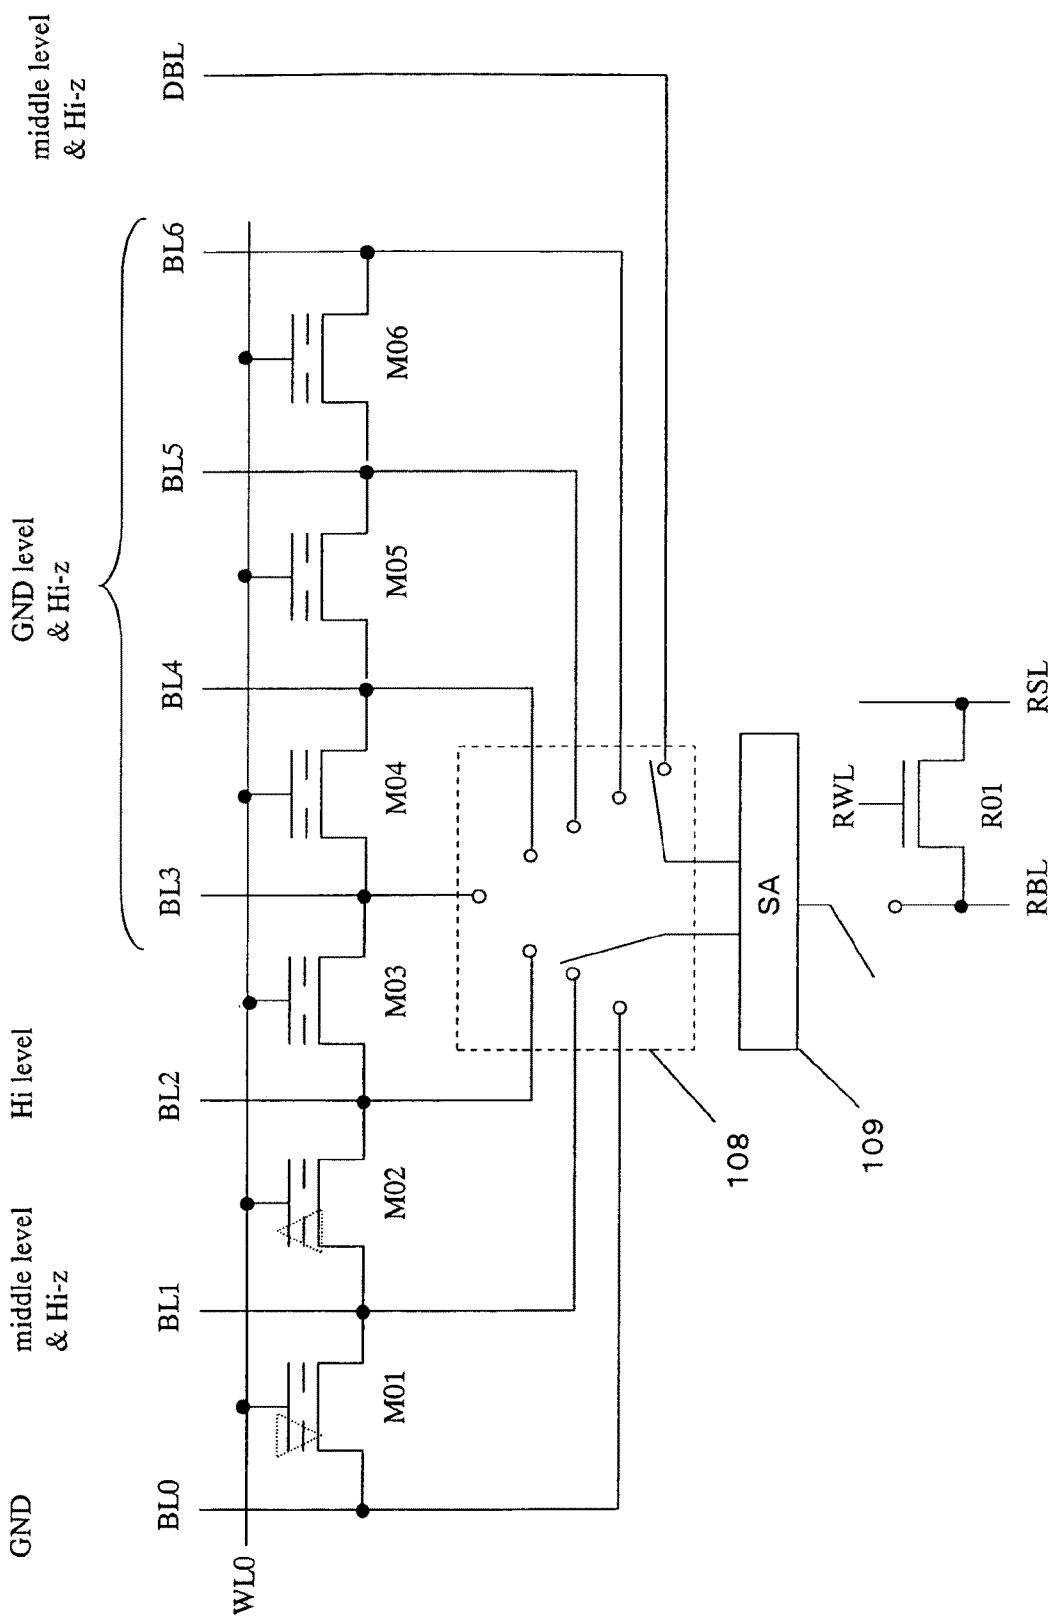 GND
middle level
& Hi-z
Hi level
GND level
& Hi-z
middle level
& Hi-z
BL0
BL1
BL2
BL3
BL4
BL5
BL6
DBL
WL0
M01
M02
M03
M04
M05
M06
108
SA
109
RWL
R01
RBL
RSL